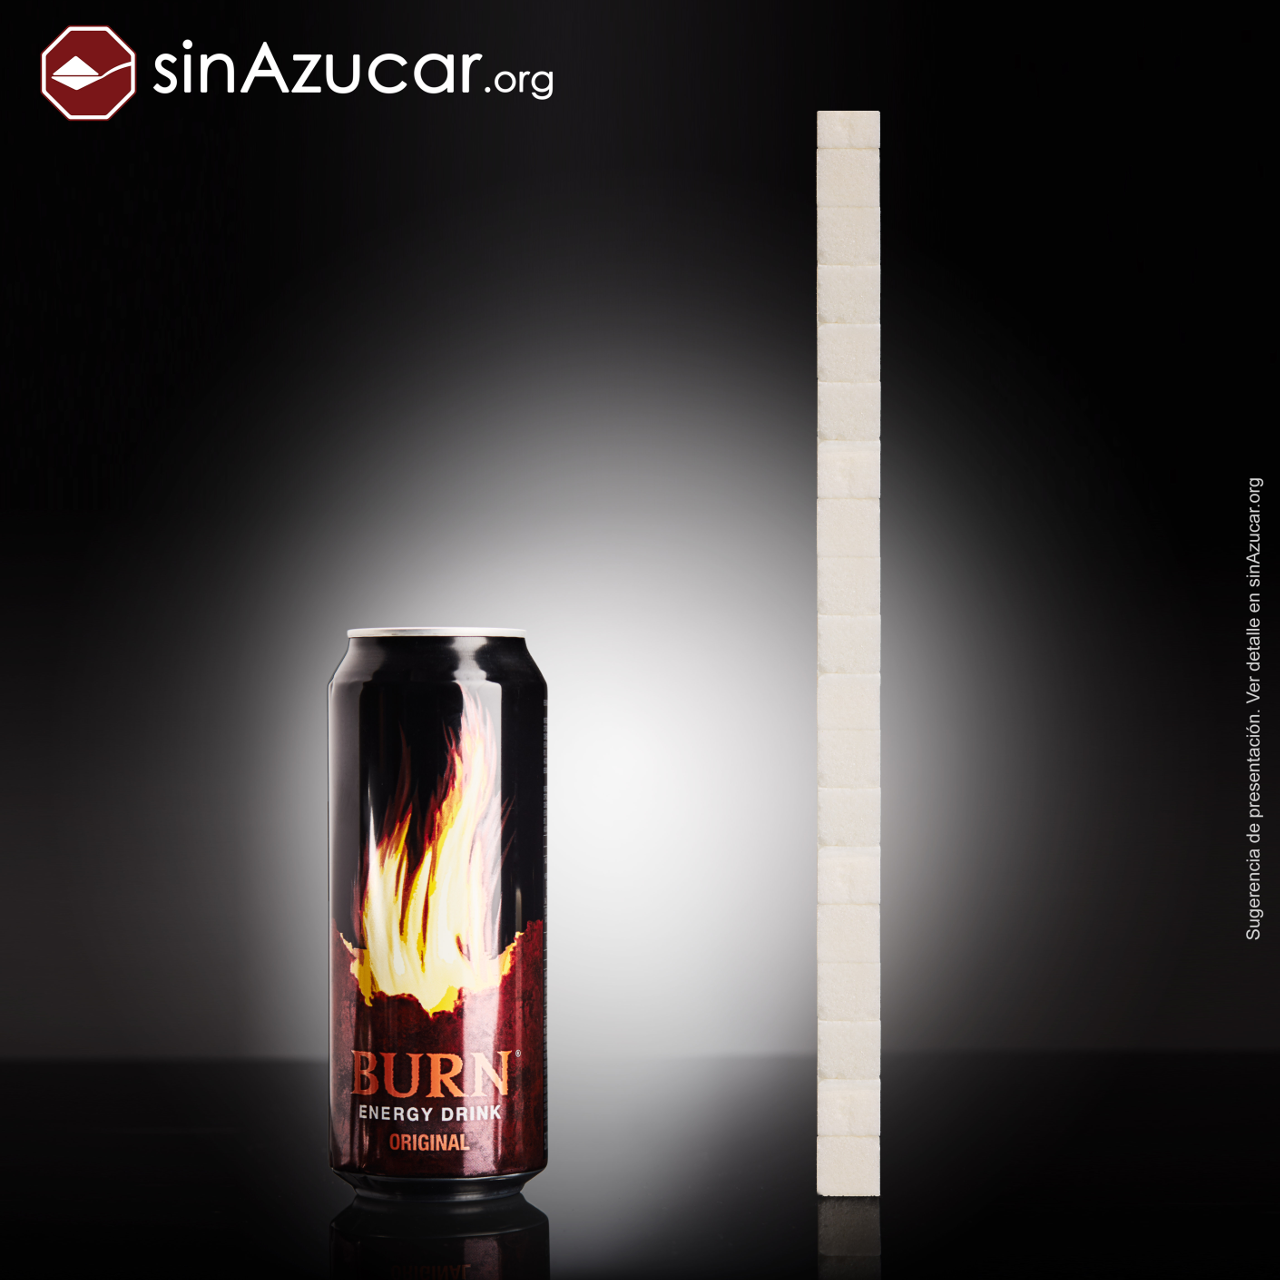 sinAzucar.org
Sugerencia de presentación. Ver detalle en sinAzucar.org
BURN®
ENERGY DRINK
ORIGINAL